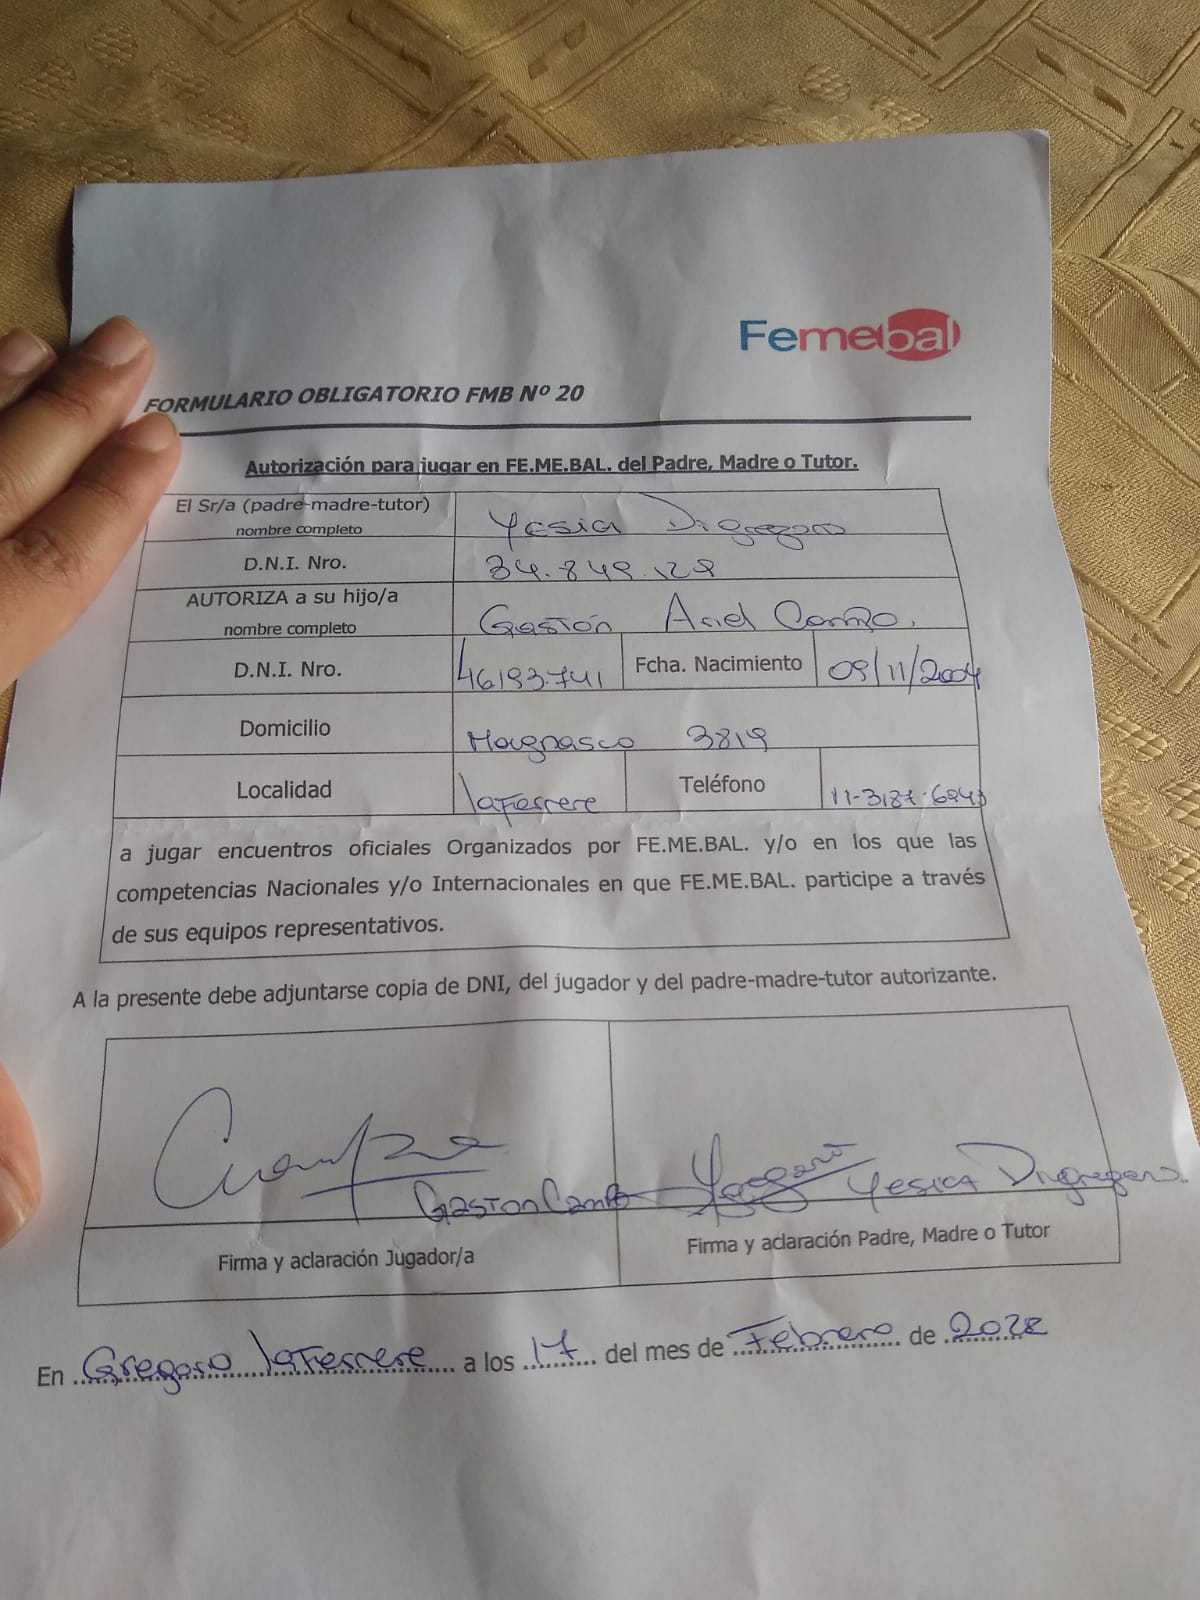 Femebal
FORMULARIO OBLIGATORIO FMB Nº 20
Autorización para jugar en FE.ME.BAL. del Padre, Madre o Tutor.
El Sr/a (padre-madre-tutor)
nombre completo
Yesica Digregorio
D.N.I. Nro.
34.849.129
AUTORIZA a su hijo/a
nombre completo
Gastón Ariel
D.N.I. Nro.
46193.741
Fcha. Nacimiento
09/11/2004
Domicilio
Magnasco 3819
Localidad
laFerrere
Teléfono
a jugar encuentros oficiales Organizados por FE.ME.BAL. y/o en los que las
competencias Nacionales y/o Internacionales en que FE.ME.BAL. participe a través
de sus equipos representativos.
A la presente debe adjuntarse copia de DNI, del jugador y del padre-madre-tutor autorizante.
Gaston
Yesica Digregorio.
Firma y aclaración Jugador/a
Firma y aclaración Padre, Madre o Tutor
En Gregorio laFerrere a los 17 del mes de Febrero de 2022